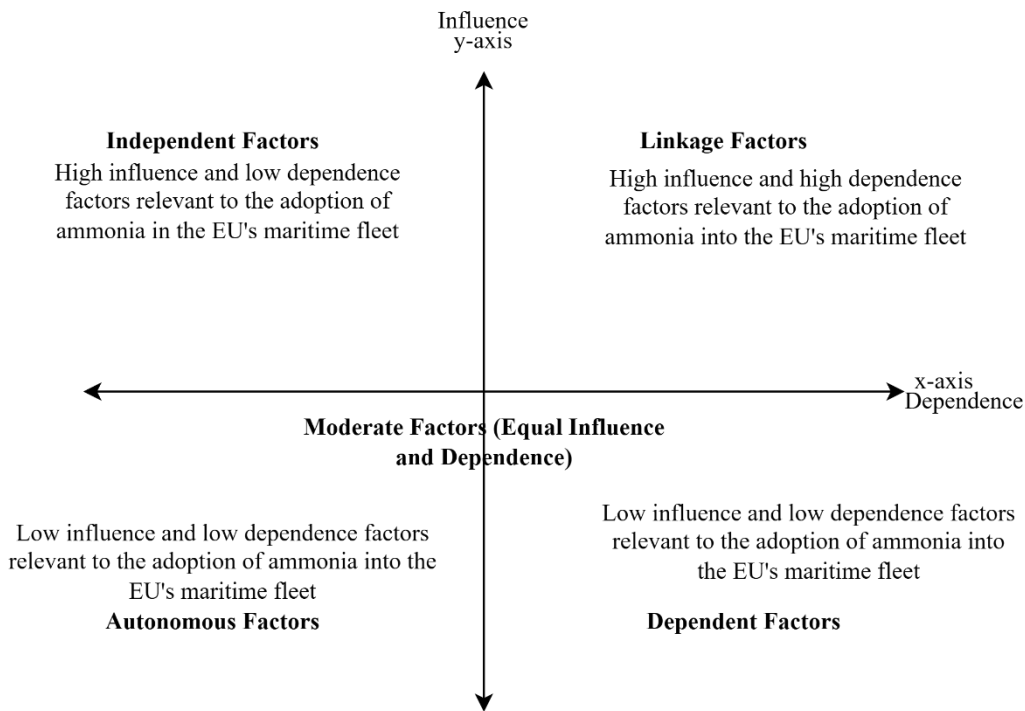 Influence
y-axis
Independent Factors
High influence and low dependence
factors relevant to the adoption of
ammonia in the EU's maritime fleet
Linkage Factors
High influence and high dependence
factors relevant to the adoption of
ammonia into the EU's maritime fleet
x-axis
Dependence
Moderate Factors (Equal Influence
and Dependence)
Low influence and low dependence factors
relevant to the adoption of ammonia into the
EU's maritime fleet
Autonomous Factors
Low influence and low dependence factors
relevant to the adoption of ammonia into
the EU's maritime fleet
Dependent Factors